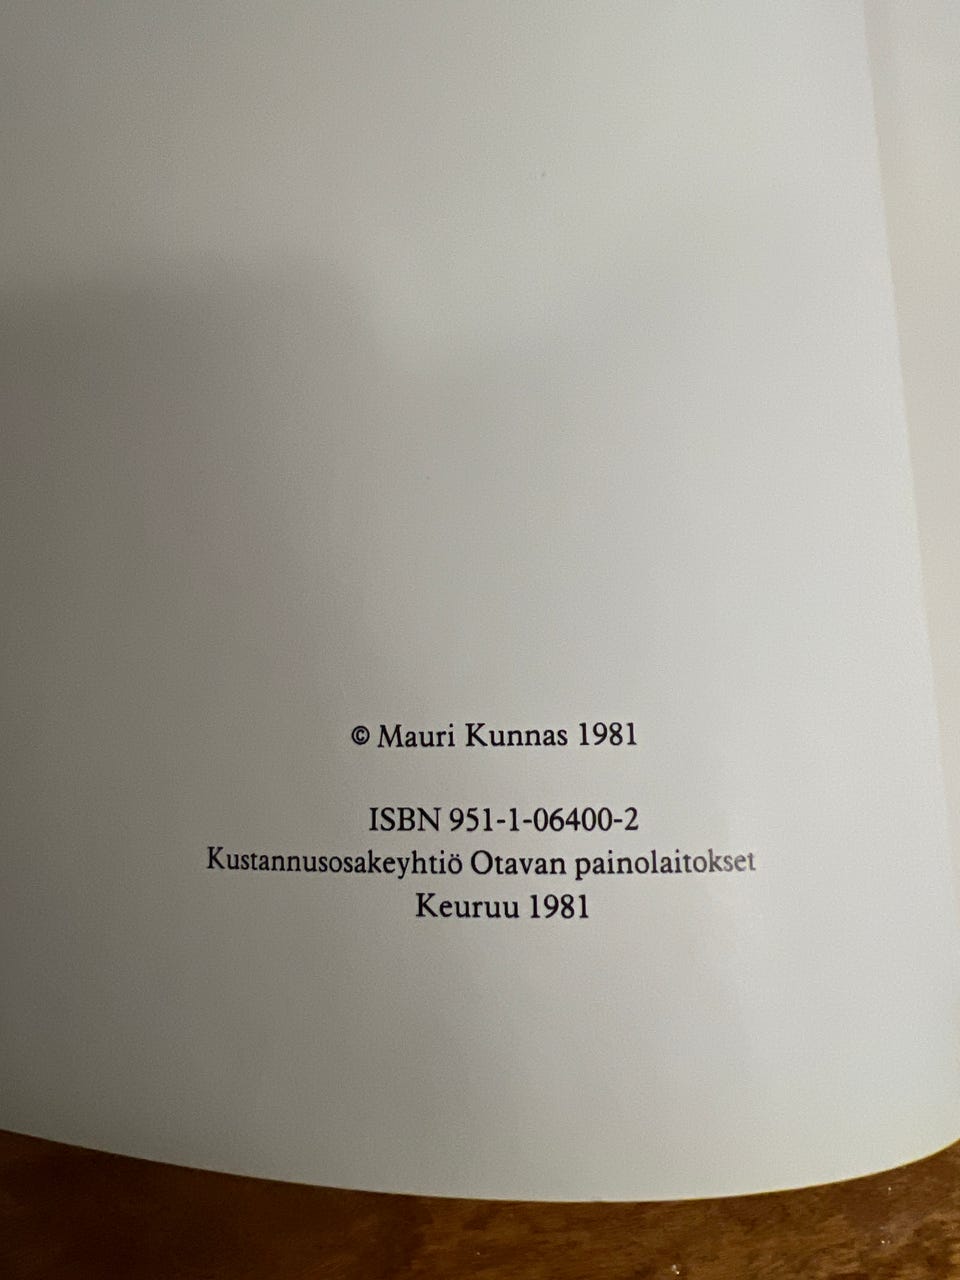 © Mauri Kunnas 1981
ISBN 951-1-06400-2
Kustannusosakeyhtiö Otavan painolaitokset
Keuruu 1981